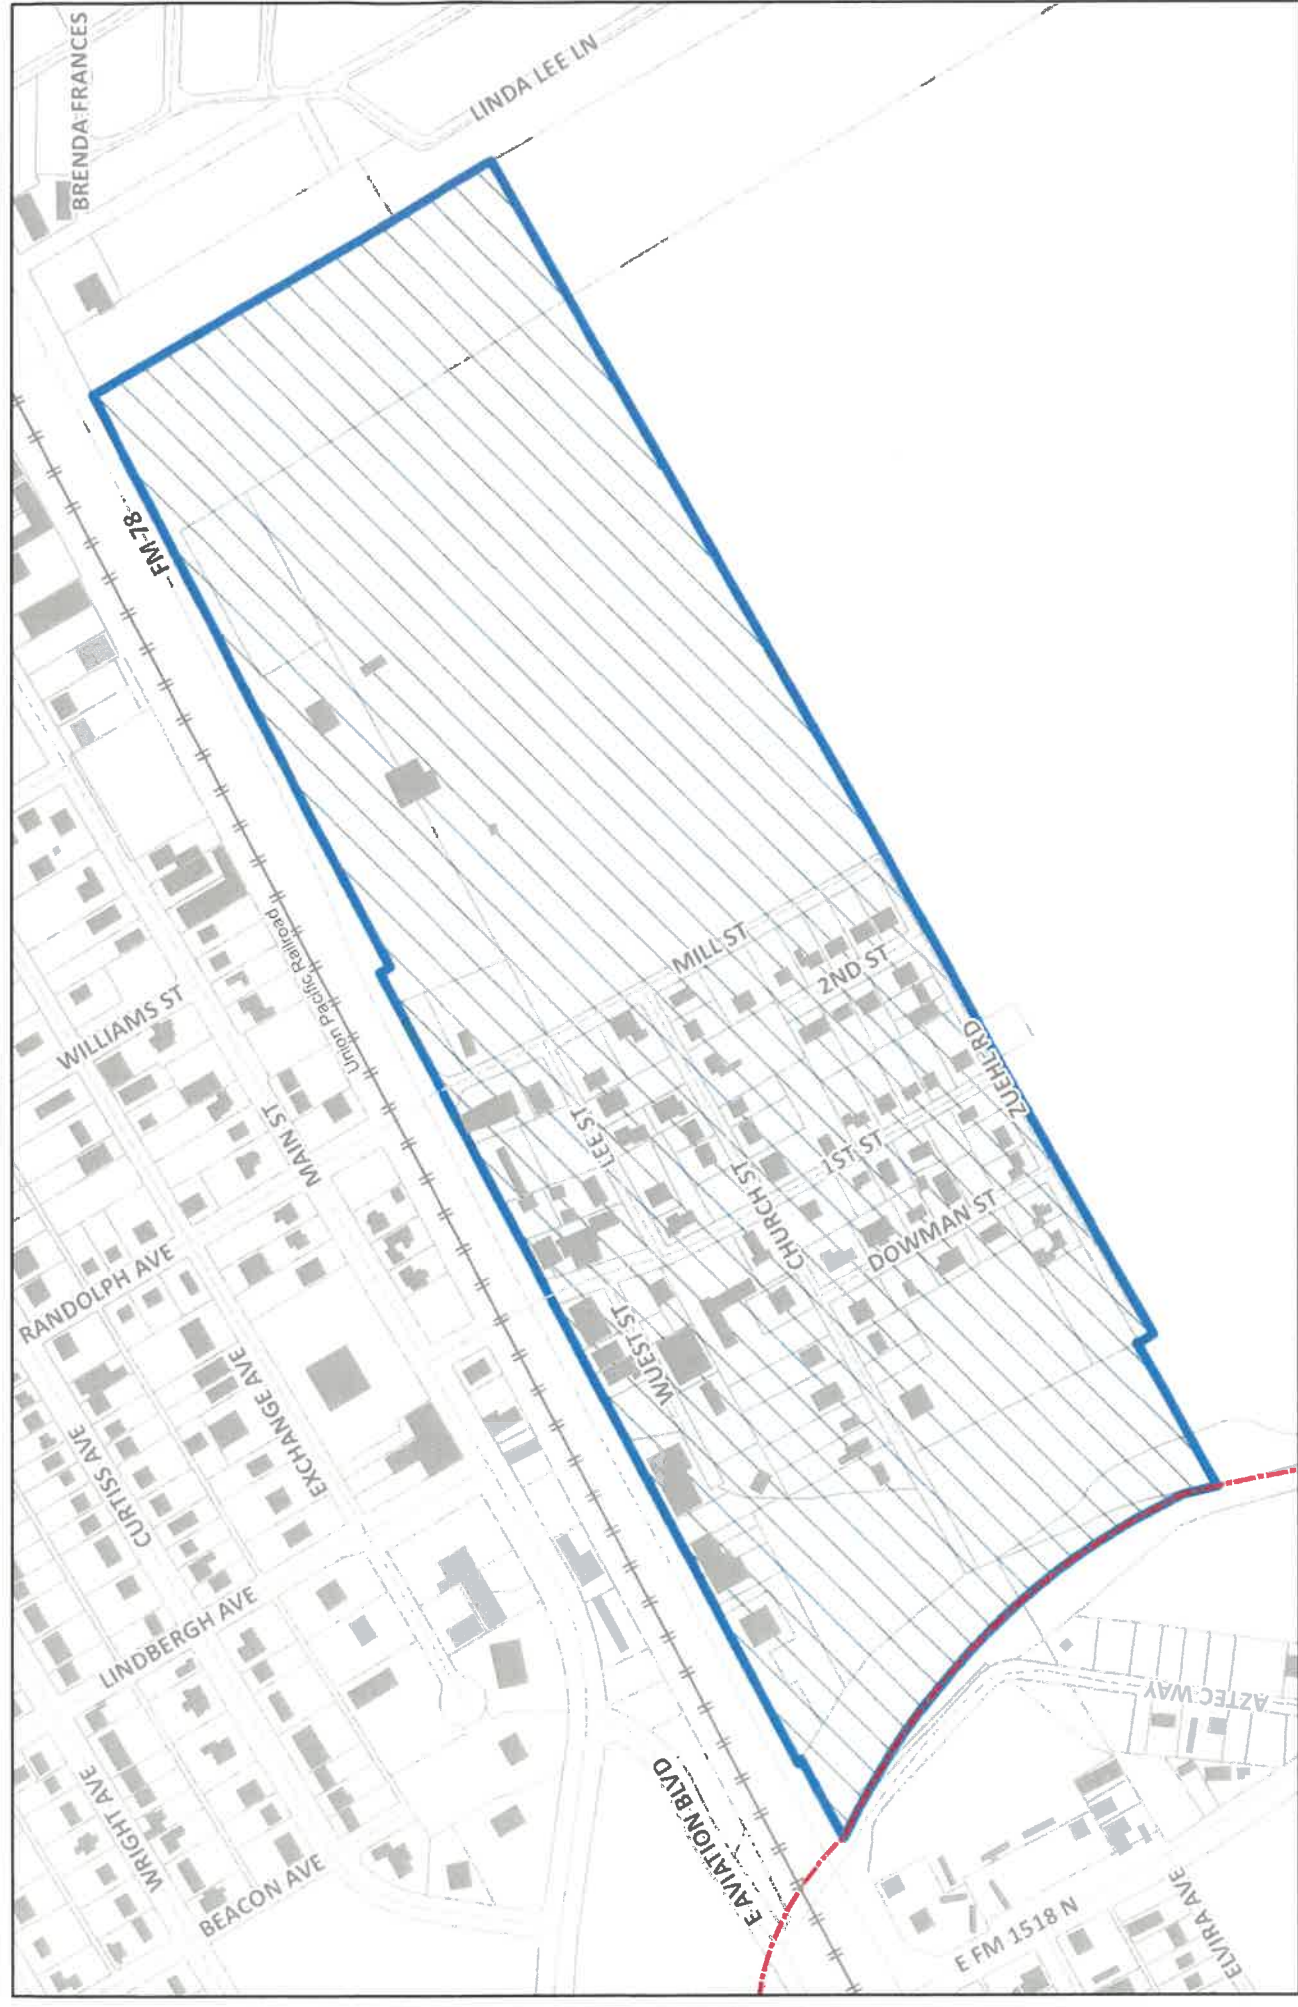 BRENDA FRANCES
LINDA LEE LN
FM-78
Union Pacific Railroad
WILLIAMS ST
MAIN ST
MILL ST
2ND ST
ZUEHL RD
LEE ST
1ST ST
CHURCH ST
DOWMAN ST
RANDOLPH AVE
WUEST ST
EXCHANGE AVE
CURTISS AVE
LINDBERGH AVE
AZTEC WAY
E AVIATION BLVD
WRIGHT AVE
BEACON AVE
E FM 1518 N
ELVIRA AVE